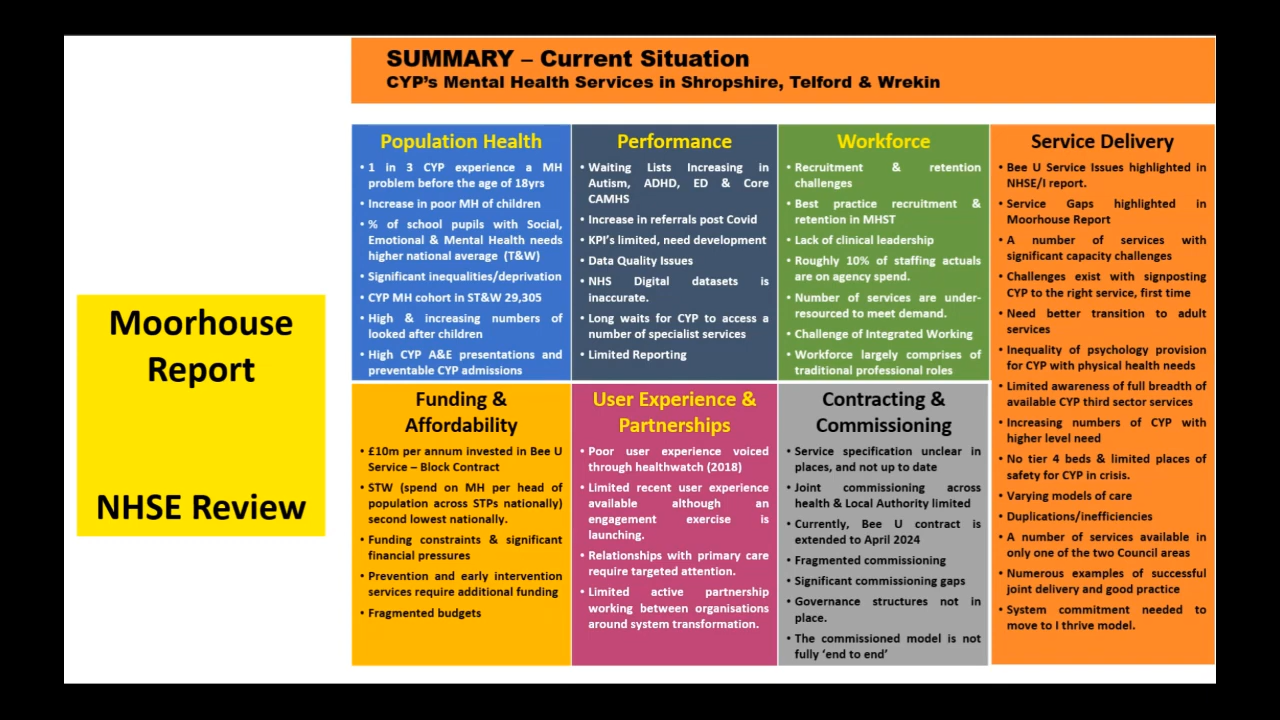 SUMMARY – Current Situation
CYP's Mental Health Services in Shropshire, Telford & Wrekin
Moorhouse
Report
NHSE Review
Population Health
• 1 in 3 CYP experience a MH
problem before the age of 18yrs
• Increase in poor MH of children
• % of school pupils with Social,
Emotional & Mental Health needs
higher national average (T&W)
• Significant inequalities/deprivation
• CYP MH cohort in ST&W 29,305
• High & increasing numbers of
looked after children
• High CYP A&E presentations and
preventable CYP admissions
Performance
• Waiting Lists Increasing in
Autism, ADHD, ED & Core
CAMHS
• Increase in referrals post Covid
• KPI's limited, need development
• Data Quality Issues
• NHS Digital datasets is
inaccurate.
• Long waits for CYP to access a
number of specialist services
• Limited Reporting
Workforce
• Recruitment & retention
challenges
• Best practice recruitment &
retention in MHST
• Lack of clinical leadership
• Roughly 10% of staffing actuals
are on agency spend.
• Number of services are under-
resourced to meet demand.
• Challenge of Integrated Working
• Workforce largely comprises of
traditional professional roles
Service Delivery
• Bee U Service Issues highlighted in
NHSE/I report.
• Service Gaps highlighted in
Moorhouse Report
• A number of services with
significant capacity challenges
• Challenges exist with signposting
CYP to the right service, first time
• Need better transition to adult
services
• Inequality of psychology provision
for CYP with physical health needs
• Limited awareness of full breadth of
available CYP third sector services
• Increasing numbers of CYP with
higher level need
• No tier 4 beds & limited places of
safety for CYP in crisis.
• Varying models of care
• Duplications/inefficiencies
• A number of services available in
only one of the two Council areas
• Numerous examples of successful
joint delivery and good practice
• System commitment needed to
move to I thrive model.
Funding &
Affordability
• £10m per annum invested in Bee U
Service – Block Contract
• STW (spend on MH per head of
population across STPs nationally)
second lowest nationally.
• Funding constraints & significant
financial pressures
• Prevention and early intervention
services require additional funding
• Fragmented budgets
User Experience &
Partnerships
• Poor user experience voiced
through healthwatch (2018)
• Limited recent user experience
available although an
engagement exercise is
launching.
• Relationships with primary care
require targeted attention.
• Limited active partnership
working between organisations
around system transformation.
Contracting &
Commissioning
• Service specification unclear in
places, and not up to date
• Joint commissioning across
health & Local Authority limited
• Currently, Bee U contract is
extended to April 2024
• Fragmented commissioning
• Significant commissioning gaps
• Governance structures not in
place.
• The commissioned model is not
fully 'end to end'